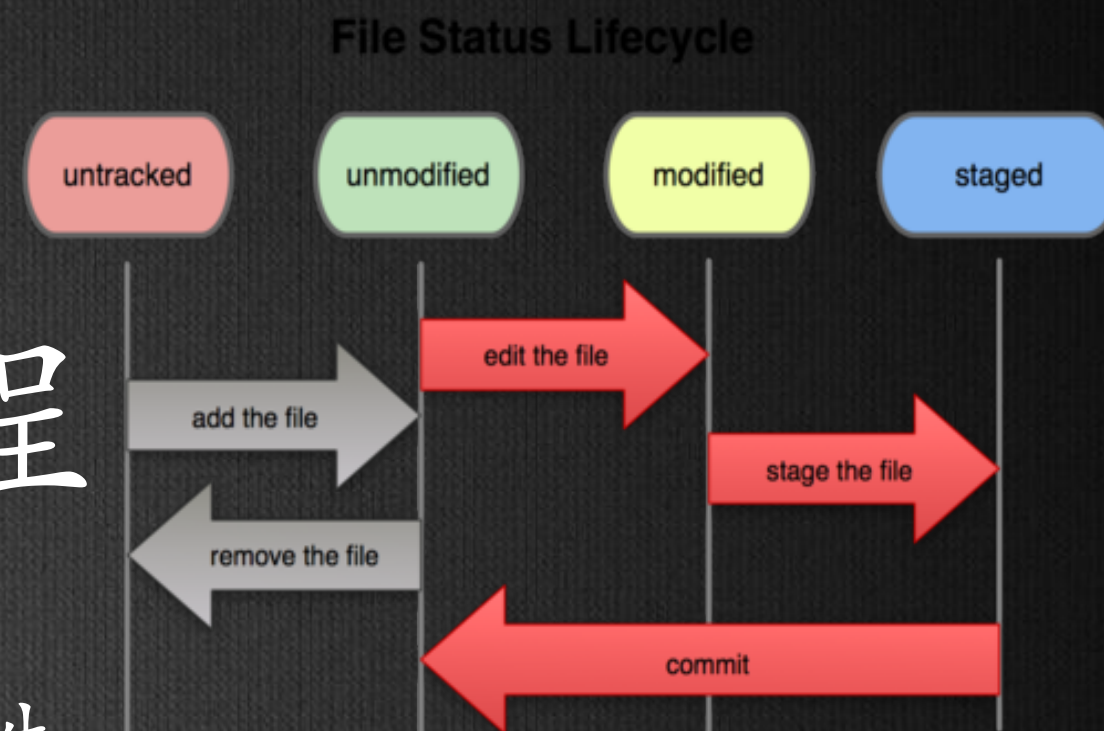 File Status Lifecycle
untracked
unmodified
modified
staged
edit the file
add the file
程
stage the file
remove the file
commit